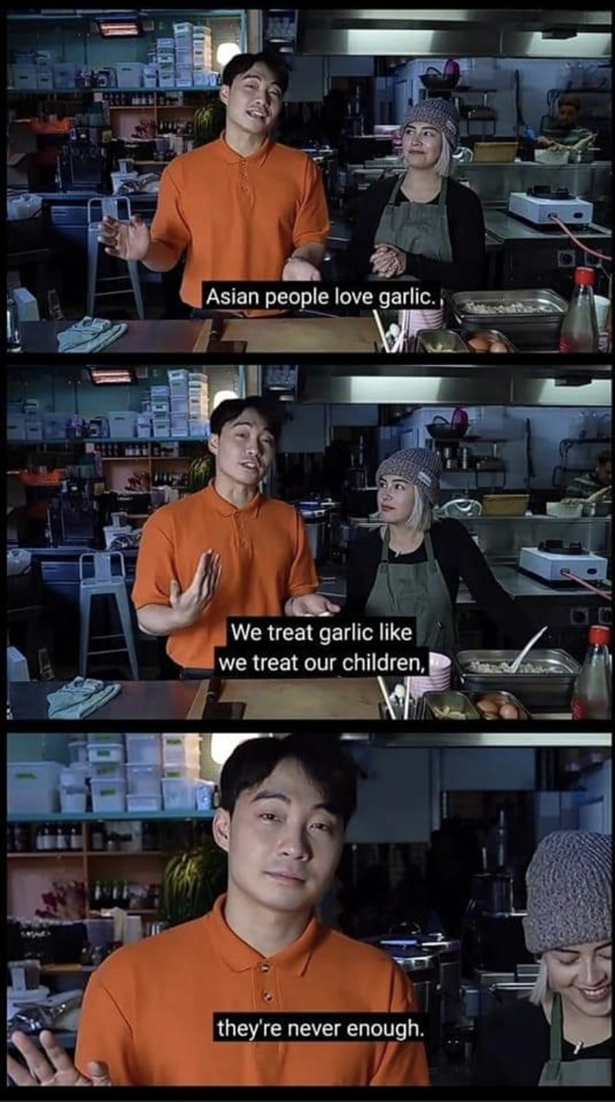 Asian people love garlic.
We treat garlic like
we treat our children,
they're never enough.